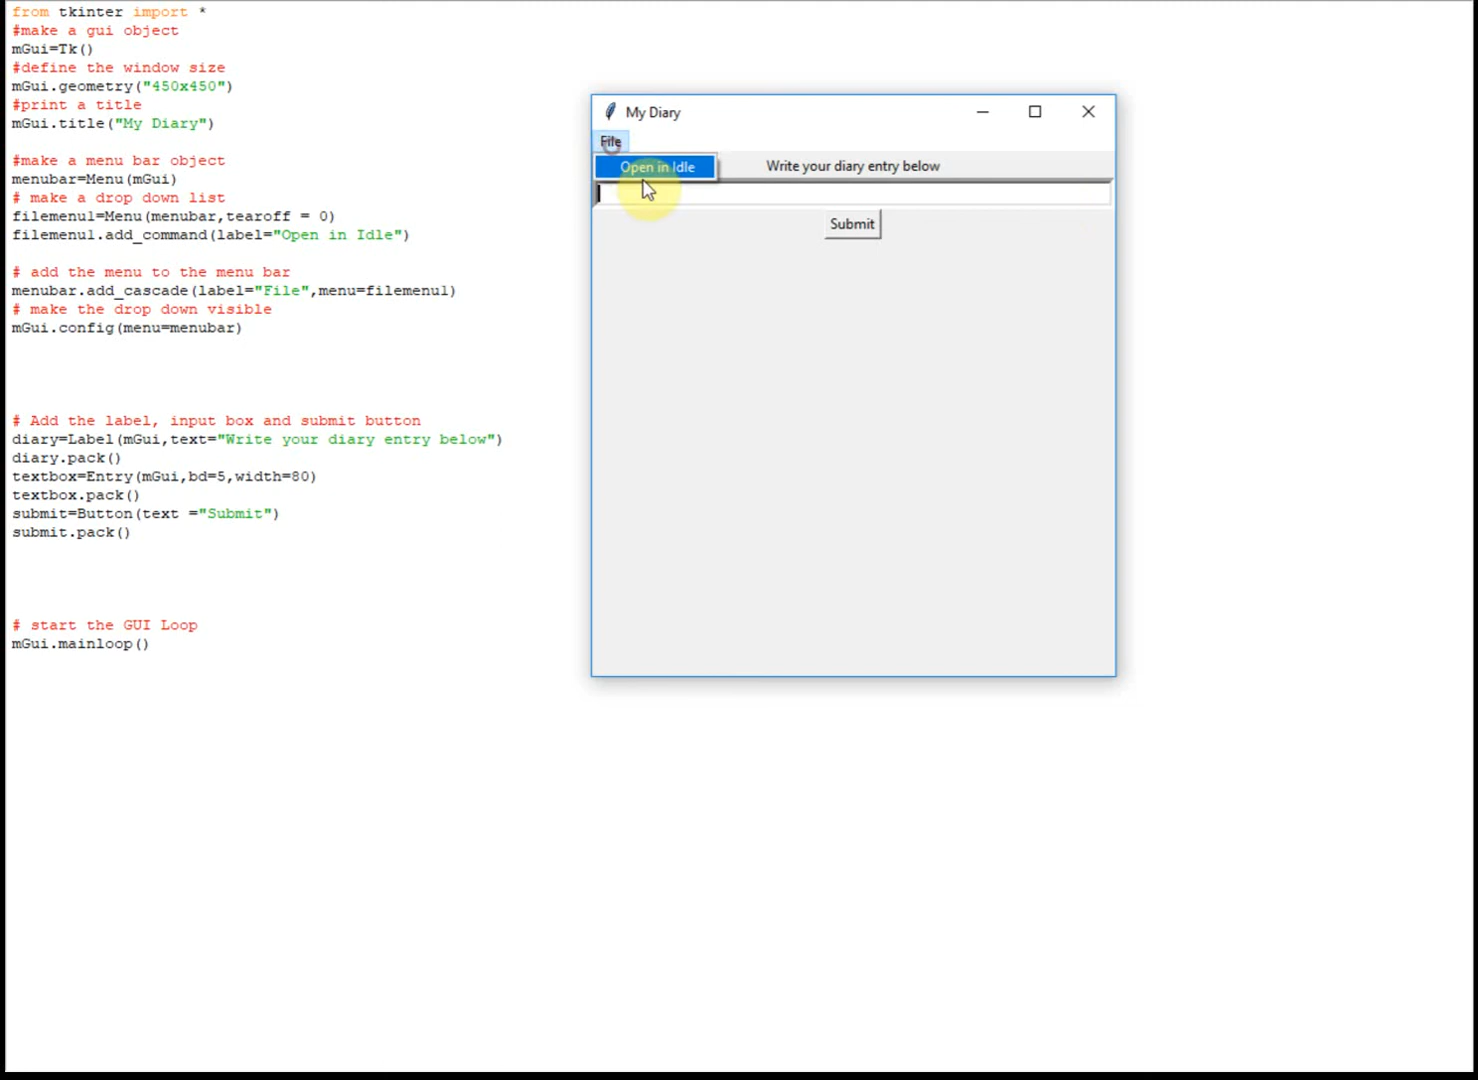 from tkinter import *
#make a gui object
mGui=Tk()
#define the window size
mGui.geometry("450x450")
#print a title
mGui.title("My Diary")
#make a menu bar object
menubar=Menu(mGui)
# make a drop down list
filemenu1=Menu(menubar,tearoff = 0)
filemenu1.add_command(label="Open in Idle")
# add the menu to the menu bar
menubar.add_cascade(label="File",menu=filemenu1)
# make the drop down visible
mGui.config(menu=menubar)
# Add the label, input box and submit button
diary=Label(mGui,text="Write your diary entry below")
diary.pack()
textbox=Entry(mGui,bd=5,width=80)
textbox.pack()
submit=Button(text ="Submit")
submit.pack()
# start the GUI Loop
mGui.mainloop()
My Diary
File
Open in Idle
Write your diary entry below
Submit